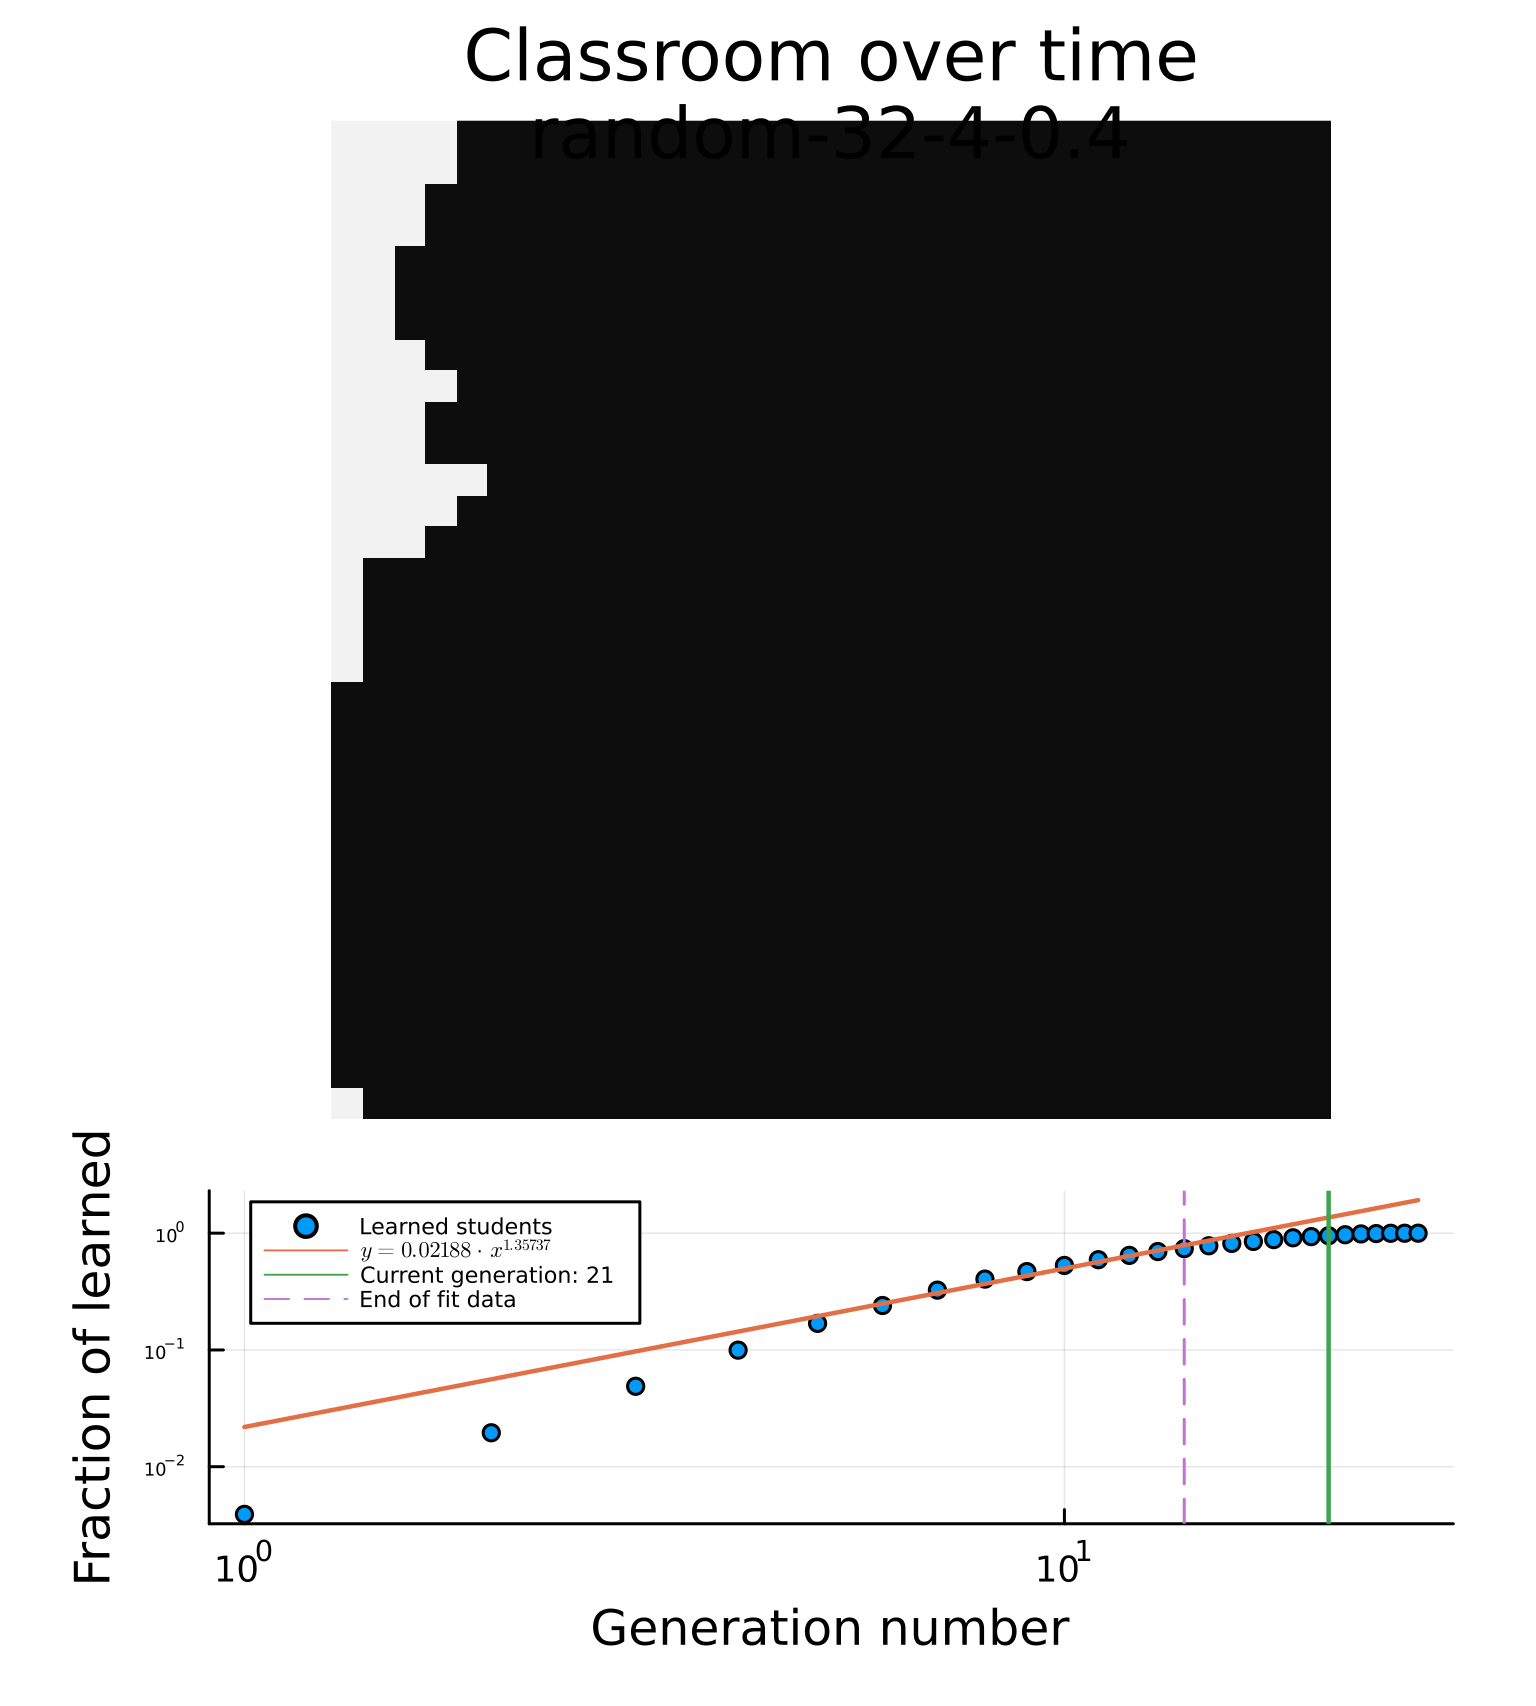 Classroom over time
random-32-4-0.4
Learned students
y = 0.02188 · x^1.35737
Current generation: 21
End of fit data
10^0
10^-1
10^-2
Fraction of learned
10^0 10^1
Generation number